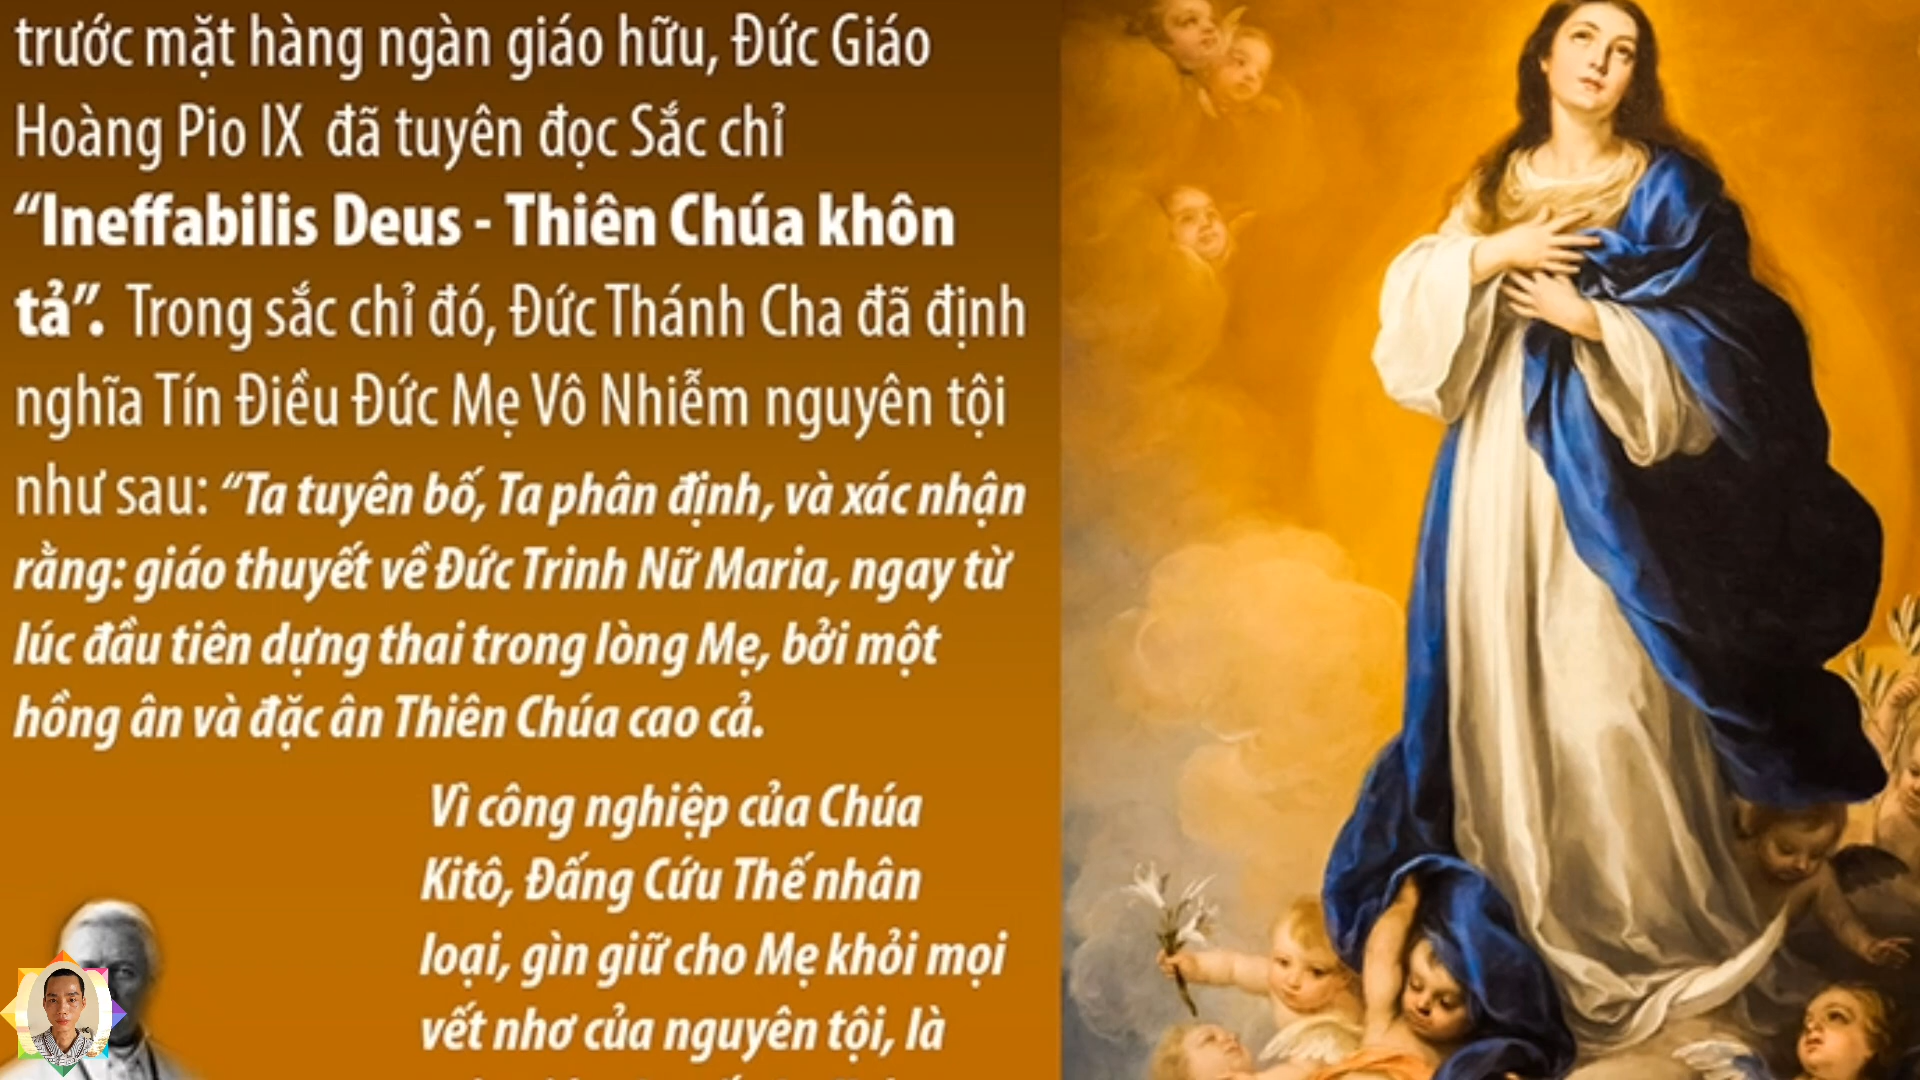 trước mặt hàng ngàn giáo hữu, Đức Giáo
Hoàng Pio IX đã tuyên đọc Sắc chỉ
“Ineffabilis Deus - Thiên Chúa khôn
tả”. Trong sắc chỉ đó, Đức Thánh Cha đã định
nghĩa Tín Điều Đức Mẹ Vô Nhiễm nguyên tội
như sau: “Ta tuyên bố, Ta phân định, và xác nhận
rằng: giáo thuyết về Đức Trinh Nữ Maria, ngay từ
lúc đầu tiên dựng thai trong lòng Mẹ, bởi một
hồng ân và đặc ân Thiên Chúa cao cả.
Vì công nghiệp của Chúa
Kitô, Đấng Cứu Thế nhân
loại, gìn giữ cho Mẹ khỏi mọi
vết nhơ của nguyên tội, là